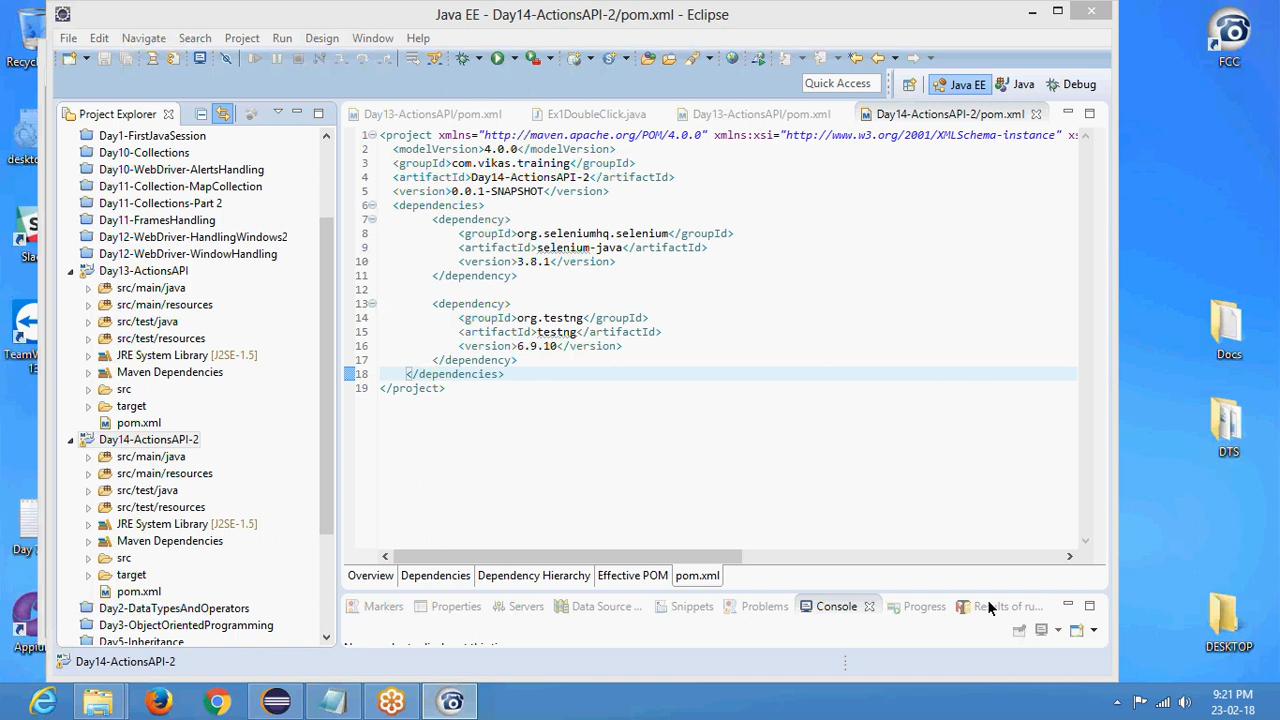 Java EE - Day14-ActionsAPI-2/pom.xml - Eclipse
File Edit Navigate Search Project Run Design Window Help
Quick Access
Java EE
Java
Debug
Project Explorer
Day1-FirstJavaSession
Day10-Collections
Day10-WebDriver-AlertsHandling
Day11-Collection-MapCollection
Day11-Collections-Part 2
Day11-FramesHandling
Day12-WebDriver-HandlingWindows2
Day12-WebDriver-WindowHandling
Day13-ActionsAPI
src/main/java
src/main/resources
src/test/java
src/test/resources
JRE System Library [J2SE-1.5]
Maven Dependencies
src
target
pom.xml
Day14-ActionsAPI-2
src/main/java
src/main/resources
src/test/java
src/test/resources
JRE System Library [J2SE-1.5]
Maven Dependencies
src
target
pom.xml
Day2-DataTypesAndOperators
Day3-ObjectOrientedProgramming
Day5-Inheritance
Day13-ActionsAPI/pom.xml
Ex1DoubleClick.java
Day13-ActionsAPI/pom.xml
Day14-ActionsAPI-2/pom.xml
1 <project xmlns="http://maven.apache.org/POM/4.0.0" xmlns:xsi="http://www.w3.org/2001/XMLSchema-instance" xs
2 <modelVersion>4.0.0</modelVersion>
3 <groupId>com.vikas.training</groupId>
4 <artifactId>Day14-ActionsAPI-2</artifactId>
5 <version>0.0.1-SNAPSHOT</version>
6 <dependencies>
7 <dependency>
8 <groupId>org.seleniumhq.selenium</groupId>
9 <artifactId>selenium-java</artifactId>
10 <version>3.8.1</version>
11 </dependency>
12
13 <dependency>
14 <groupId>org.testng</groupId>
15 <artifactId>testng</artifactId>
16 <version>6.9.10</version>
17 </dependency>
18 </dependencies>
19 </project>
Overview Dependencies Dependency Hierarchy Effective POM pom.xml
Markers Properties Servers Data Source ... Snippets Problems Console Progress Results of ru...
Day14-ActionsAPI-2
Recyc
deskto
Slac
TeamV
13
Day
Appiu
FCC
Docs
DTS
DESKTOP
9:21 PM
23-02-18